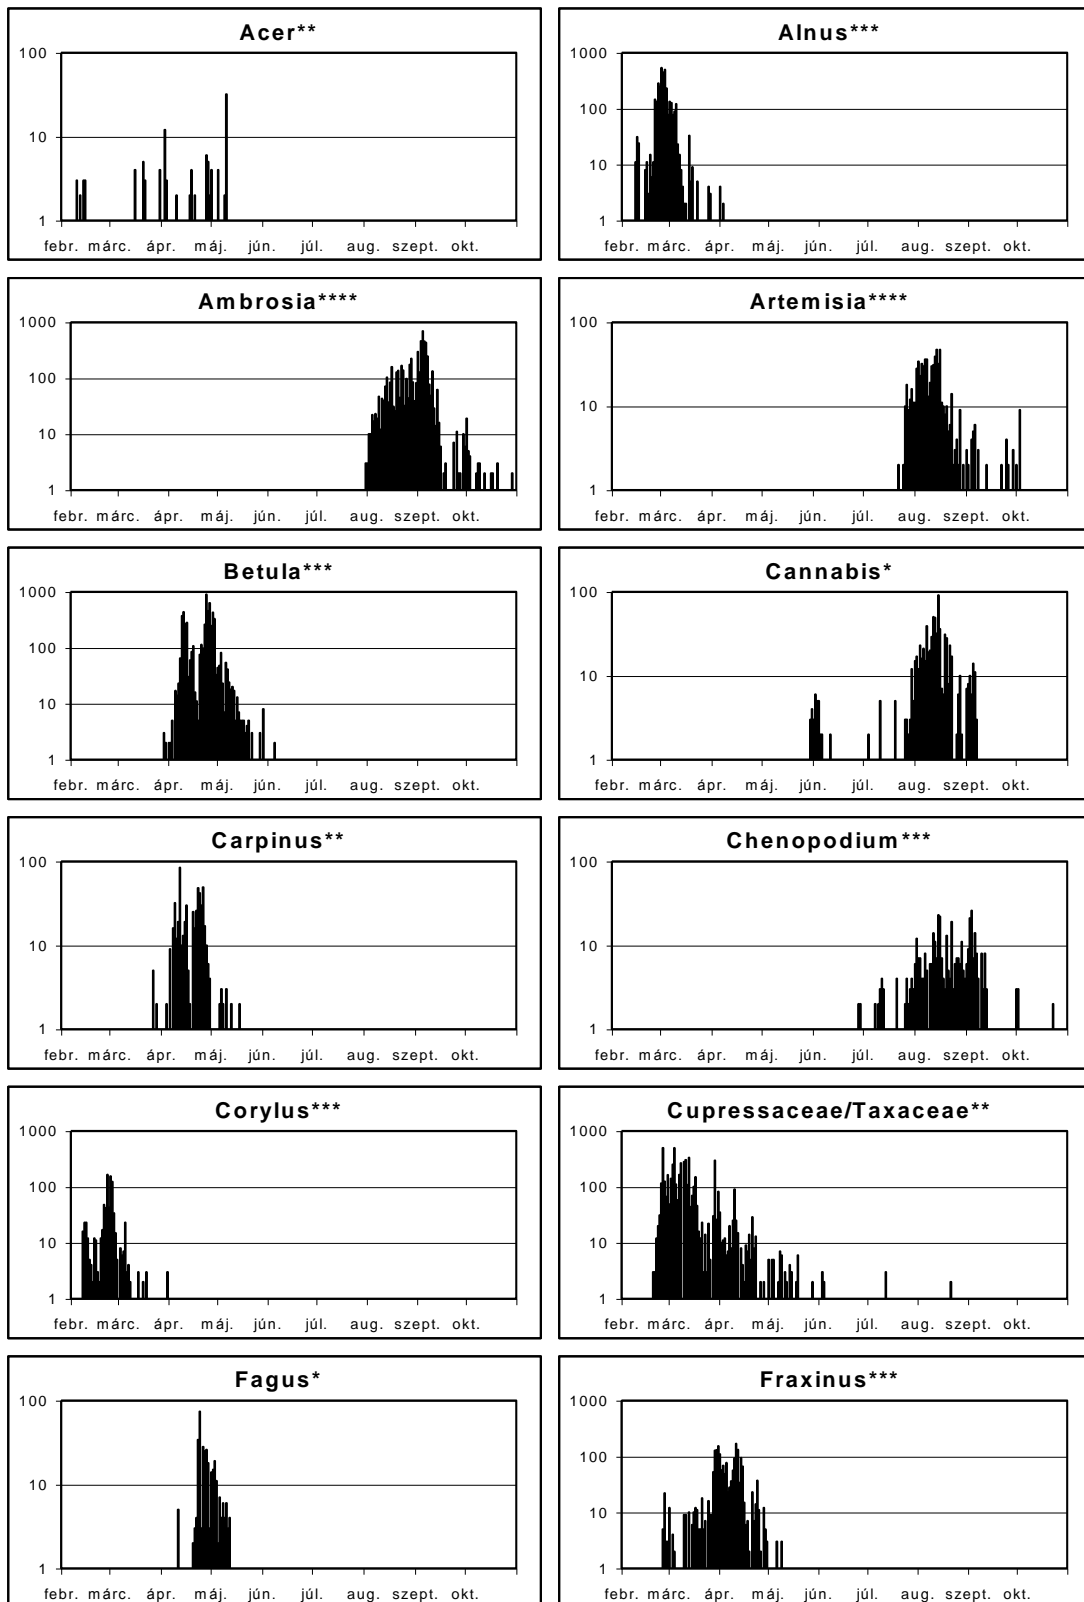 Acer**
100
10
1
febr. márc. ápr. máj. jún. júl. aug. szept. okt.
Alnus***
1000
100
10
1
febr. márc. ápr. máj. jún. júl. aug. szept. okt.
Ambrosia****
1000
100
10
1
febr. márc. ápr. máj. jún. júl. aug. szept. okt.
Artemisia****
100
10
1
febr. márc. ápr. máj. jún. júl. aug. szept. okt.
Betula***
1000
100
10
1
febr. márc. ápr. máj. jún. júl. aug. szept. okt.
Cannabis*
100
10
1
febr. márc. ápr. máj. jún. júl. aug. szept. okt.
Carpinus**
100
10
1
febr. márc. ápr. máj. jún. júl. aug. szept. okt.
Chenopodium***
100
10
1
febr. márc. ápr. máj. jún. júl. aug. szept. okt.
Corylus***
1000
100
10
1
febr. márc. ápr. máj. jún. júl. aug. szept. okt.
Cupressaceae/Taxaceae**
1000
100
10
1
febr. márc. ápr. máj. jún. júl. aug. szept. okt.
Fagus*
100
10
1
febr. márc. ápr. máj. jún. júl. aug. szept. okt.
Fraxinus***
1000
100
10
1
febr. márc. ápr. máj. jún. júl. aug. szept. okt.